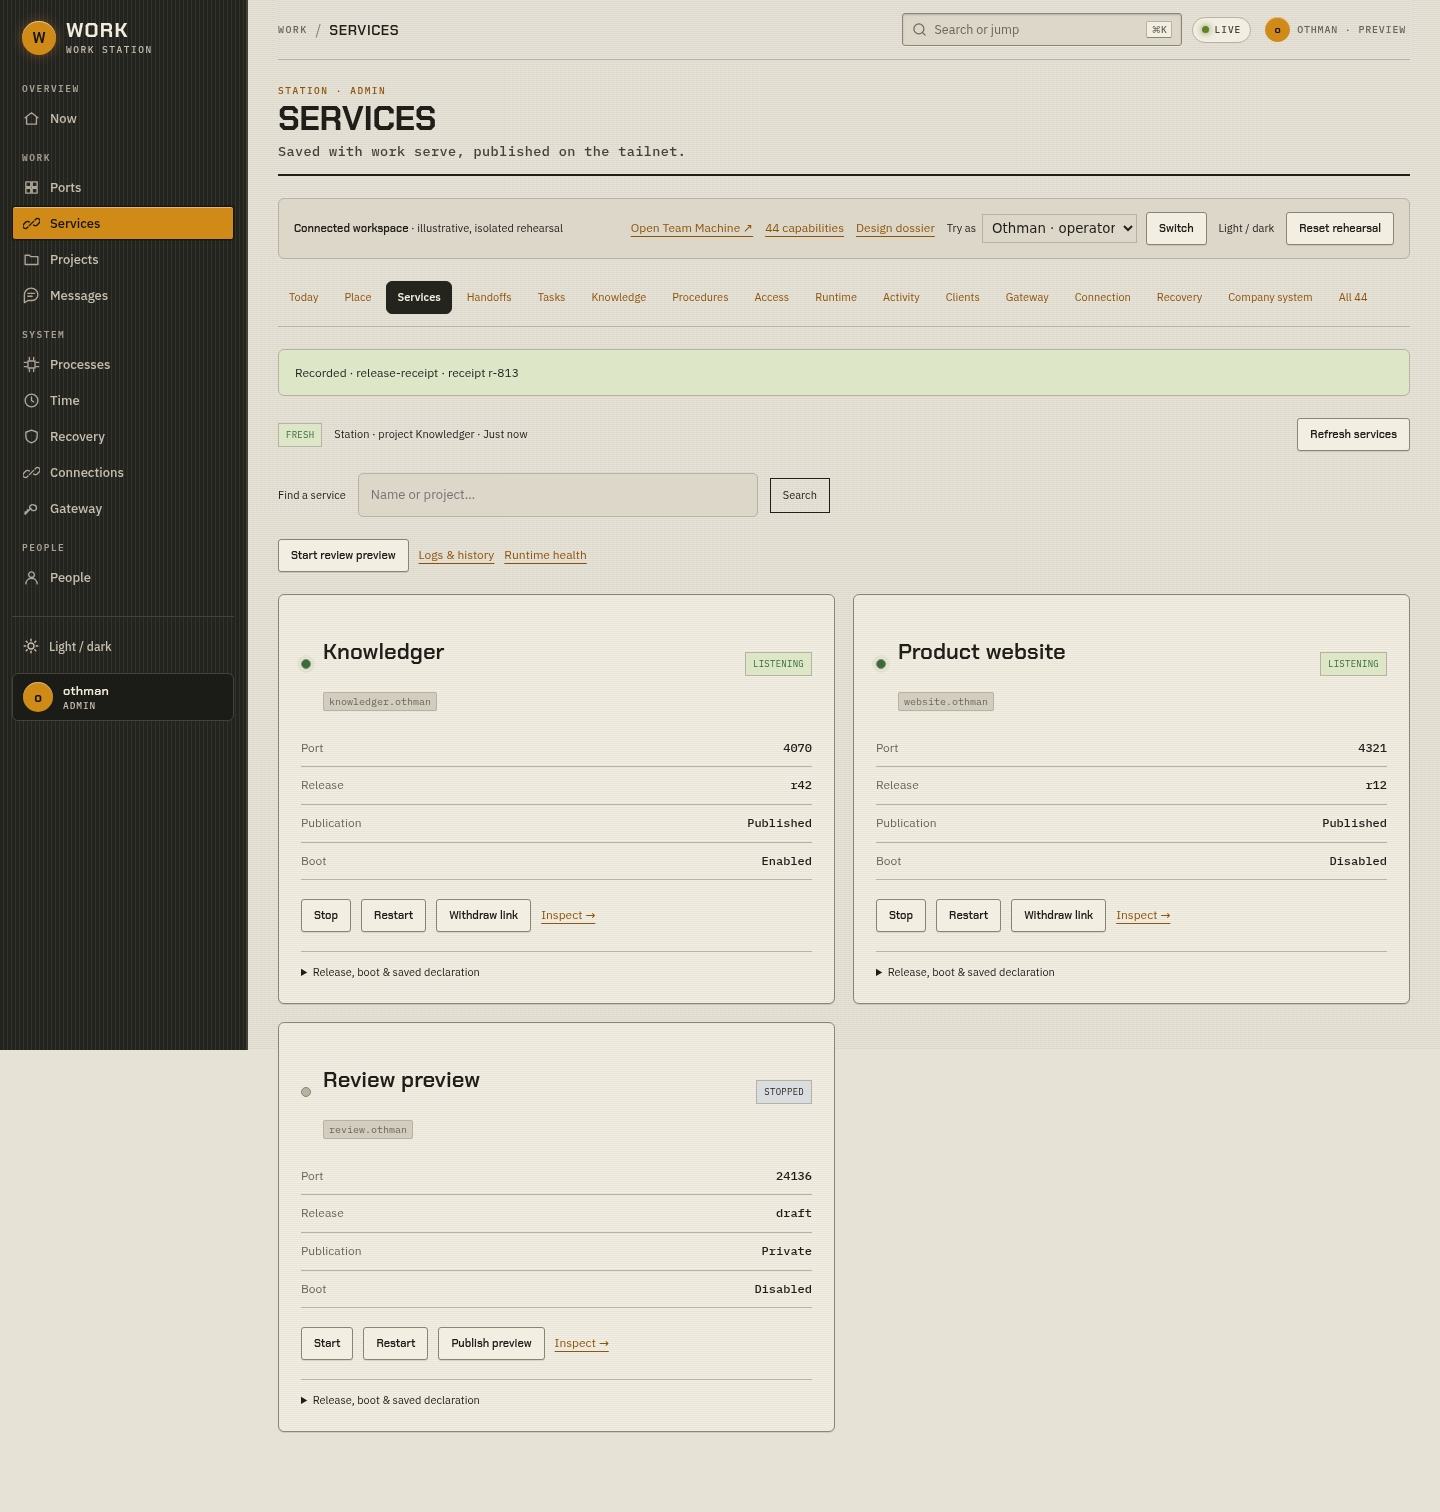 W WORK
WORK STATION
OVERVIEW
Now
WORK
Ports
Services
Projects
Messages
SYSTEM
Processes
Time
Recovery
Connections
Gateway
PEOPLE
People
Light / dark
o othman
ADMIN
WORK / SERVICES
Search or jump ⌘K
LIVE
o OTHMAN · PREVIEW
STATION · ADMIN
SERVICES
Saved with work serve, published on the tailnet.
Connected workspace · illustrative, isolated rehearsal Open Team Machine ↗ 44 capabilities Design dossier Try as Othman · operator Switch Light / dark Reset rehearsal
Today Place Services Handoffs Tasks Knowledge Procedures Access Runtime Activity Clients Gateway Connection Recovery Company system All 44
Recorded · release-receipt · receipt r-813
FRESH Station · project Knowledger · Just now Refresh services
Find a service Name or project... Search
Start review preview Logs & history Runtime health
Knowledger LISTENING
knowledger.othman
Port 4070
Release r42
Publication Published
Boot Enabled
Stop Restart Withdraw link Inspect →
▶ Release, boot & saved declaration
Product website LISTENING
website.othman
Port 4321
Release r12
Publication Published
Boot Disabled
Stop Restart Withdraw link Inspect →
▶ Release, boot & saved declaration
Review preview STOPPED
review.othman
Port 24136
Release draft
Publication Private
Boot Disabled
Start Restart Publish preview Inspect →
▶ Release, boot & saved declaration